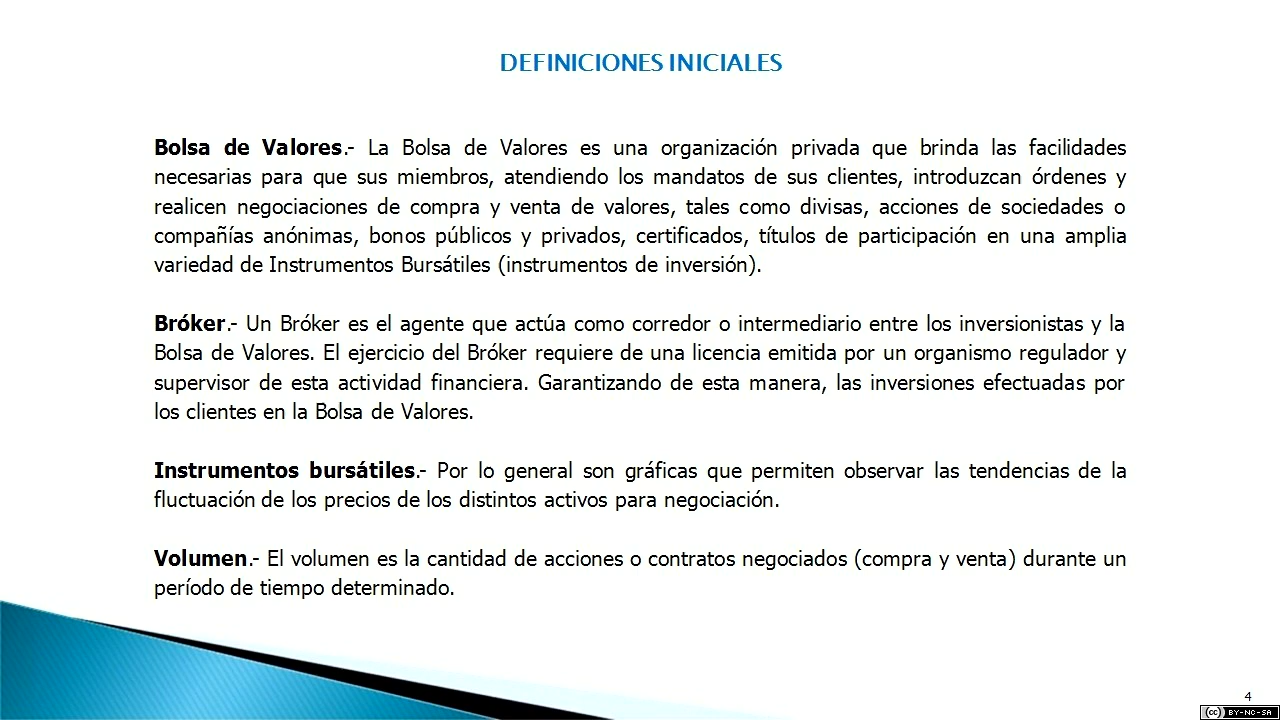 DEFINICIONES INICIALES
Bolsa de Valores.- La Bolsa de Valores es una organización privada que brinda las facilidades
necesarias para que sus miembros, atendiendo los mandatos de sus clientes, introduzcan órdenes y
realicen negociaciones de compra y venta de valores, tales como divisas, acciones de sociedades o
compañías anónimas, bonos públicos y privados, certificados, títulos de participación en una amplia
variedad de Instrumentos Bursátiles (instrumentos de inversión).
Bróker.- Un Bróker es el agente que actúa como corredor o intermediario entre los inversionistas y la
Bolsa de Valores. El ejercicio del Bróker requiere de una licencia emitida por un organismo regulador y
supervisor de esta actividad financiera. Garantizando de esta manera, las inversiones efectuadas por
los clientes en la Bolsa de Valores.
Instrumentos bursátiles.- Por lo general son gráficas que permiten observar las tendencias de la
fluctuación de los precios de los distintos activos para negociación.
Volumen.- El volumen es la cantidad de acciones o contratos negociados (compra y venta) durante un
período de tiempo determinado.
4
(cc) BY-NC-SA